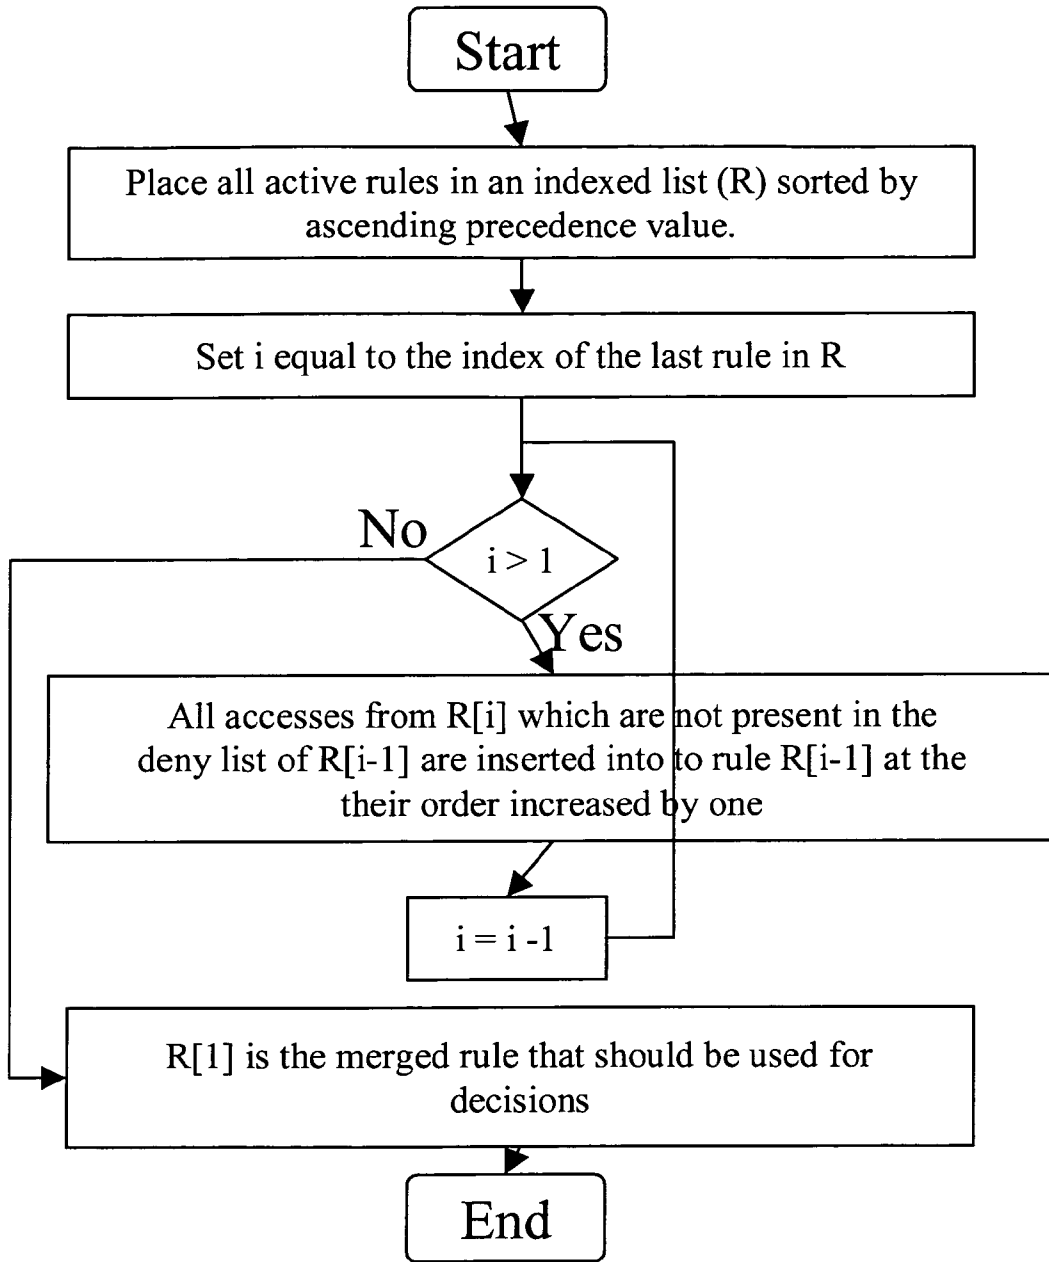 Start
Place all active rules in an indexed list (R) sorted by
ascending precedence value.
Set i equal to the index of the last rule in R
No
i > 1
Yes
All accesses from R[i] which are not present in the
deny list of R[i-1] are inserted into to rule R[i-1] at the
their order increased by one
i = i -1
R[1] is the merged rule that should be used for
decisions
End